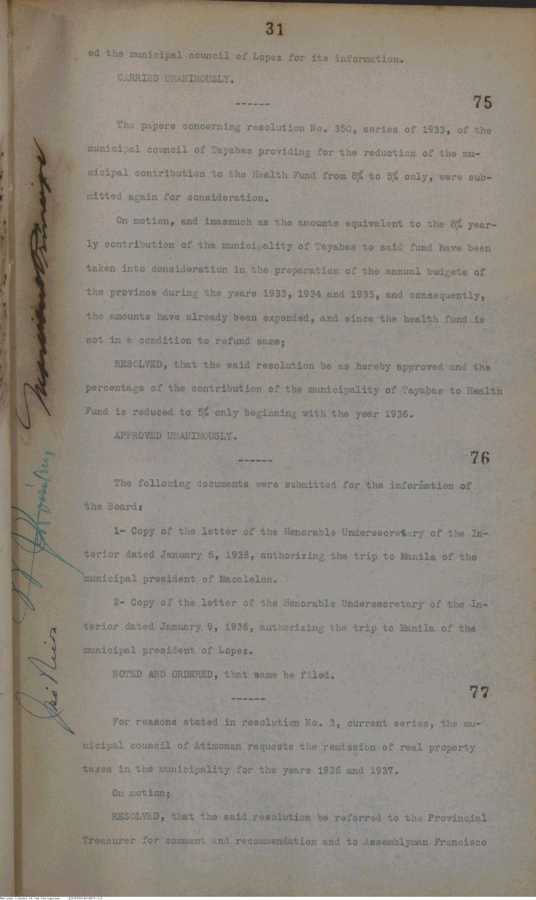 31
ed the municipal council of Lopez for its information.
CARRIED UNANIMOUSLY.
------
75
The papers concerning resolution No. 350, series of 1933, of the
municipal council of Tayabas providing for the reduction of the mu-
nicipal contribution to the Health Fund from 8% to 5% only, were sub-
mitted again for consideration.
On motion, and inasmuch as the amounts equivalent to the 8% year-
ly contribution of the municipality of Tayabas to said fund have been
taken into consideration in the preparation of the annual budgets of
the province during the years 1933, 1934 and 1935, and consequently,
the amounts have already been expended, and since the health fund is
not in a condition to refund same;
RESOLVED, that the said resolution be as hereby approved and the
percentage of the contribution of the municipality of Tayabas to Health
Fund is reduced to 5% only beginning with the year 1936.
APPROVED UNANIMOUSLY.
------
76
The following documents were submitted for the information of
the Board:
1- Copy of the letter of the Honorable Undersecretary of the In-
terior dated January 6, 1936, authorizing the trip to Manila of the
municipal president of Macalelon.
2- Copy of the letter of the Honorable Undersecretary of the In-
terior dated January 9, 1936, authorizing the trip to Manila of the
municipal president of Lopez.
NOTED AND ORDERED, that same be filed.
------
77
For reasons stated in resolution No. 3, current series, the mu-
nicipal council of Atimonan requests the remission of real property
taxes in the municipality for the years 1936 and 1937.
On motion;
RESOLVED, that the said resolution be referred to the Provincial
Treasurer for comment and recommendation and to Assemblyman Francisco